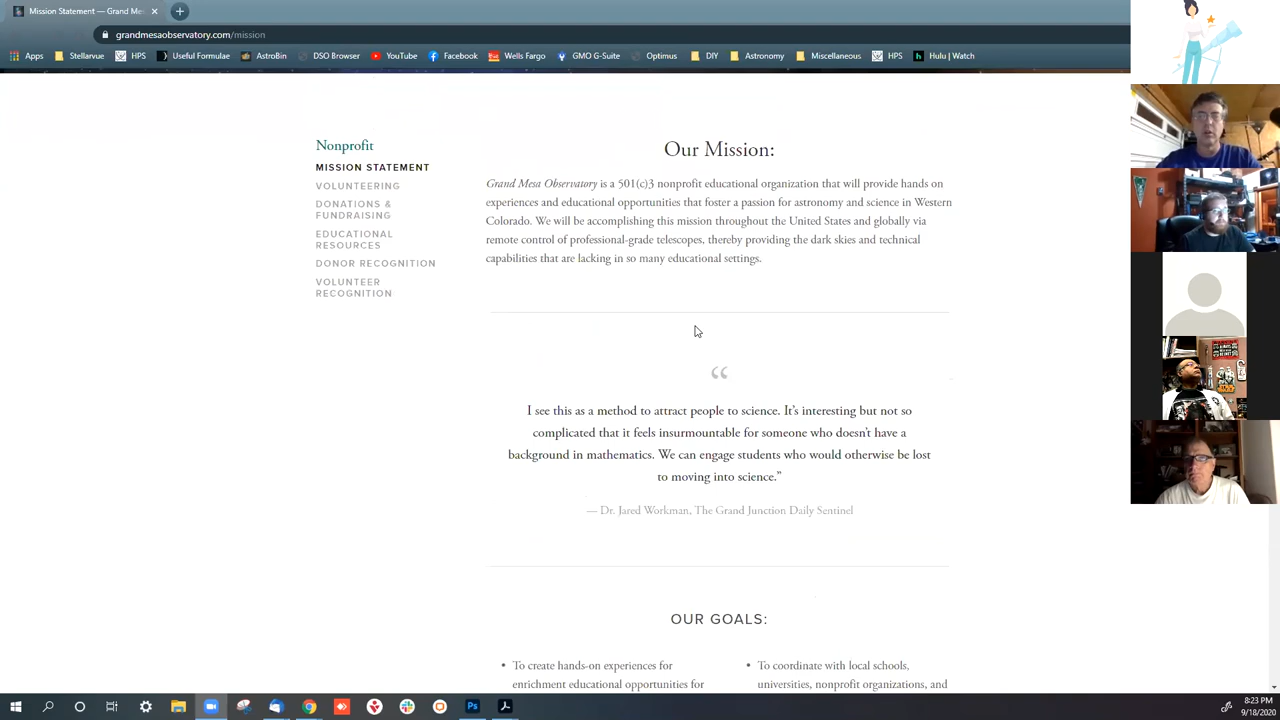 Mission Statement — Grand Me
grandmesaobservatory.com/mission
Apps Stellarvue HPS Useful Formulae AstroBin DSO Browser YouTube Facebook Wells Fargo GMO G-Suite Optimus DIY Astronomy Miscellaneous HPS Hulu | Watch
Nonprofit
MISSION STATEMENT
VOLUNTEERING
DONATIONS &
FUNDRAISING
EDUCATIONAL
RESOURCES
DONOR RECOGNITION
VOLUNTEER
RECOGNITION
Our Mission:
Grand Mesa Observatory is a 501(c)3 nonprofit educational organization that will provide hands on
experiences and educational opportunities that foster a passion for astronomy and science in Western
Colorado. We will be accomplishing this mission throughout the United States and globally via
remote control of professional-grade telescopes, thereby providing the dark skies and technical
capabilities that are lacking in so many educational settings.
“
I see this as a method to attract people to science. It’s interesting but not so
complicated that it feels insurmountable for someone who doesn’t have a
background in mathematics. We can engage students who would otherwise be lost
to moving into science.”
— Dr. Jared Workman, The Grand Junction Daily Sentinel
OUR GOALS:
• To create hands-on experiences for
enrichment educational opportunities for
• To coordinate with local schools,
universities, nonprofit organizations, and
8:23 PM
9/18/2020